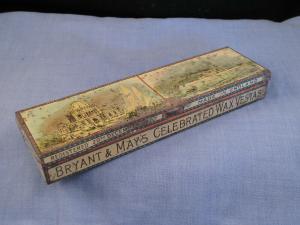 REGISTERED
MADE IN ENGLAND
BRYANT & MAY'S CELEBRATED WAX VESTAS